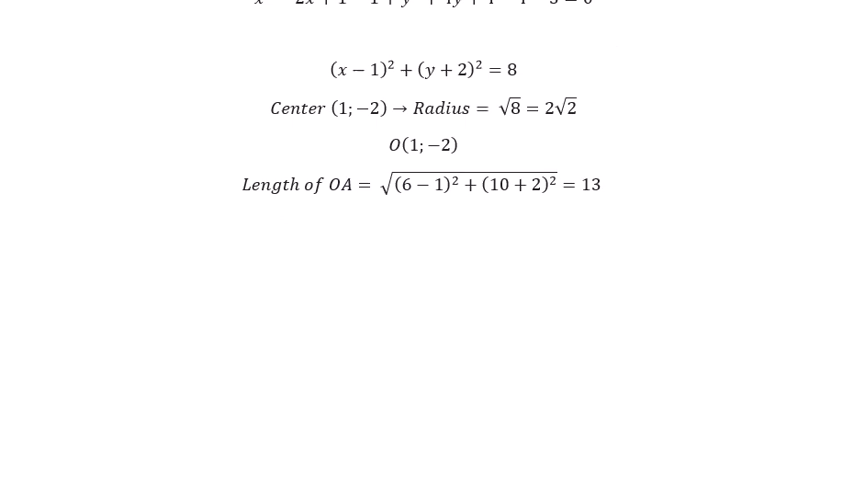 (x − 1)² + (y + 2)² = 8
Center (1; −2) → Radius = √8 = 2√2
O(1; −2)
Length of OA = √((6 − 1)² + (10 + 2)²) = 13